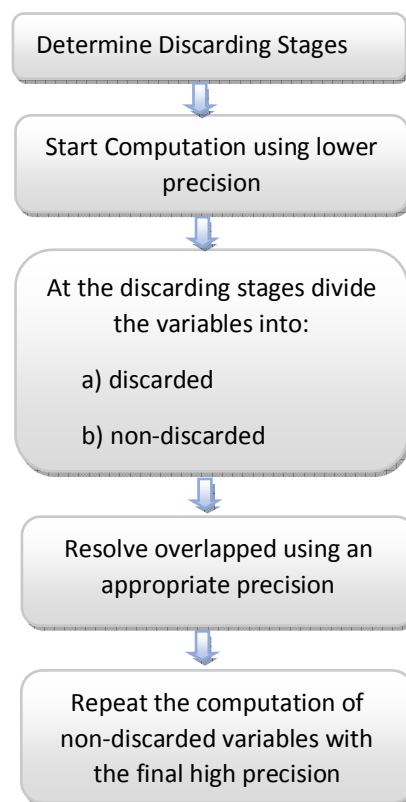 Determine Discarding Stages
Start Computation using lower
precision
At the discarding stages divide
the variables into:
a) discarded
b) non-discarded
Resolve overlapped using an
appropriate precision
Repeat the computation of
non-discarded variables with
the final high precision